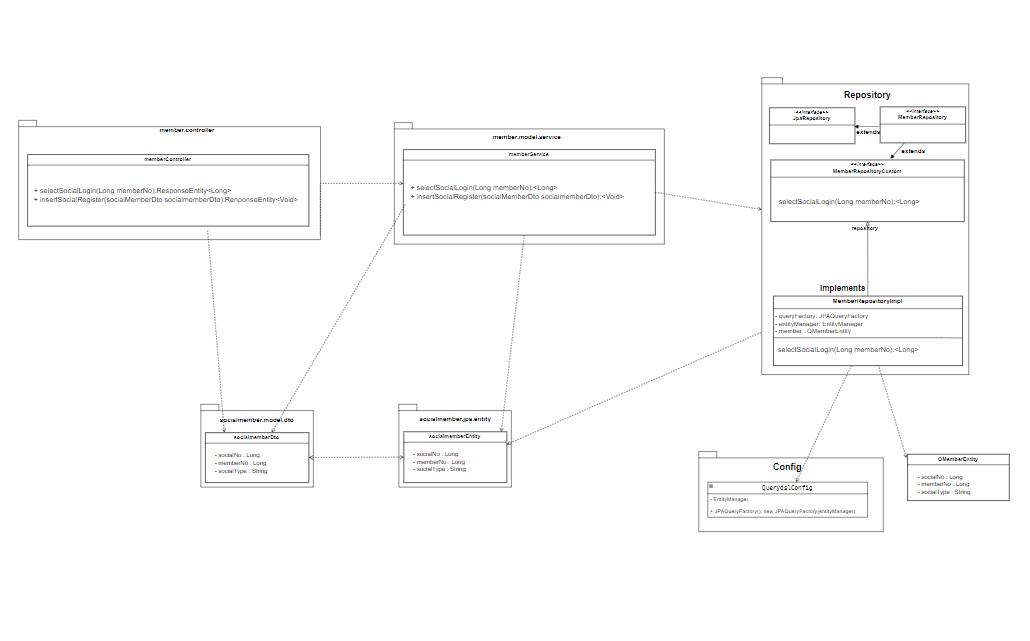 member.controller
memberController
+ selectSocialLogin(Long memberNo):ResponseEntity<Long>
+ insertSocialRegister(socialMemberDto socialmemberDto):ResponseEntity<Void>
member.model.service
memberService
+ selectSocialLogin(Long memberNo):<Long>
+ insertSocialRegister(socialMemberDto socialmemberDto):<Void>
Repository
<<interface>>
JpaRepository
<<interface>>
MemberRepository
extends
extends
<<interface>>
MemberRepositoryCustom
selectSocialLogin(Long memberNo):<Long>
repository
Implements
MemberRepositoryImpl
- queryFactory: JPAQueryFactory
- entityManager: EntityManager
- member : QMemberEntity
selectSocialLogin(Long memberNo):<Long>
socialmember.model.dto
socialmemberDto
- socialNo : Long
- memberNo : Long
- socialType : String
socialmember.jpa.entity
socialmemberEntity
- socialNo : Long
- memberNo : Long
- socialType : String
Config
QuerydslConfig
- EntityManager
+ JPAQueryFactory(): new JPAQueryFactory(entityManager)
QMemberEntity
- socialNo : Long
- memberNo : Long
- socialType : String